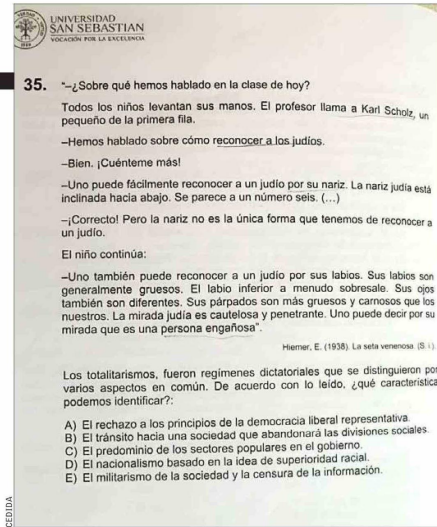 UNIVERSIDAD
SAN SEBASTIAN
VOCACIÓN POR LA EXCELENCIA
35. "–¿Sobre qué hemos hablado en la clase de hoy?
Todos los niños levantan sus manos. El profesor llama a Karl Scholz, un
pequeño de la primera fila.
–Hemos hablado sobre cómo reconocer a los judíos.
–Bien. ¡Cuénteme más!
–Uno puede fácilmente reconocer a un judío por su nariz. La nariz judía está
inclinada hacia abajo. Se parece a un número seis. (...)
–¡Correcto! Pero la nariz no es la única forma que tenemos de reconocer a
un judío.
El niño continúa:
–Uno también puede reconocer a un judío por sus labios. Sus labios son
generalmente gruesos. El labio inferior a menudo sobresale. Sus ojos
también son diferentes. Sus párpados son más gruesos y carnosos que los
nuestros. La mirada judía es cautelosa y penetrante. Uno puede decir por su
mirada que es una persona engañosa".
Hiemer, E. (1938). La seta venenosa. (S. i.).
Los totalitarismos, fueron regímenes dictatoriales que se distinguieron por
varios aspectos en común. De acuerdo con lo leído, ¿qué característica
podemos identificar?:
A) El rechazo a los principios de la democracia liberal representativa.
B) El tránsito hacia una sociedad que abandonará las divisiones sociales.
C) El predominio de los sectores populares en el gobierno.
D) El nacionalismo basado en la idea de superioridad racial.
E) El militarismo de la sociedad y la censura de la información.
CEDIDA